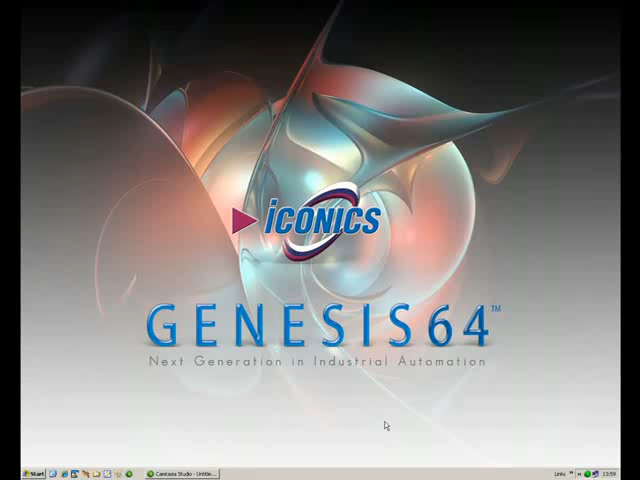 ICONICS
GENESIS64™
Next Generation in Industrial Automation
Start
Camtasia Studio - Untitle...
Links
»
13:59